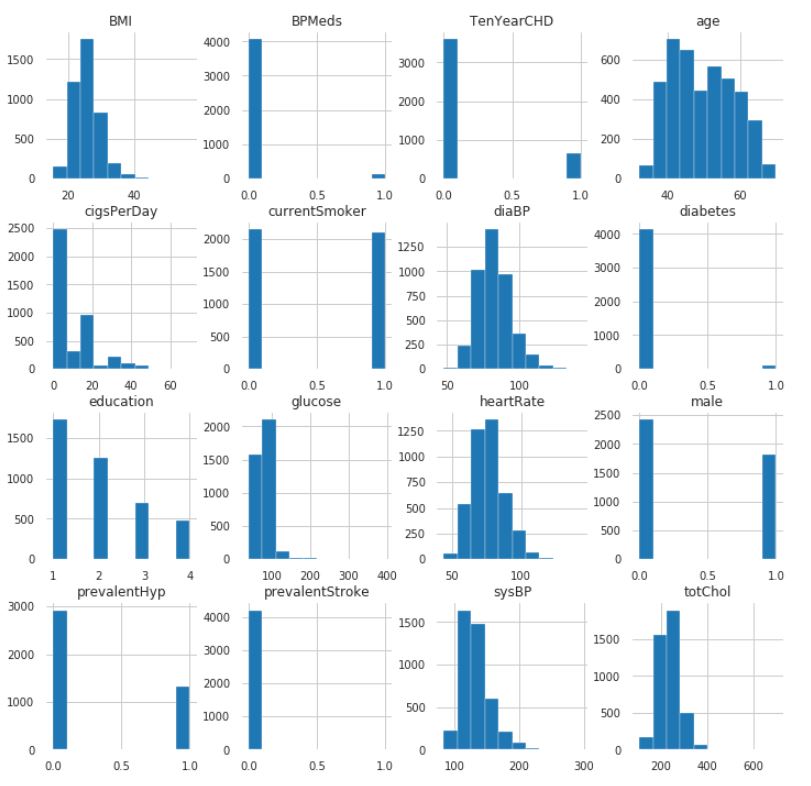 BMI BPMeds TenYearCHD age
1500 1000 500 0
20 40
4000 3000 2000 1000 0
0.0 0.5 1.0
3000 2000 1000 0
0.0 0.5 1.0
600 400 200 0
40 60
cigsPerDay currentSmoker diaBP diabetes
2500 2000 1500 1000 500 0
0 20 40 60
2000 1500 1000 500 0
0.0 0.5 1.0
1250 1000 750 500 250 0
50 100
4000 3000 2000 1000 0
0.0 0.5 1.0
education glucose heartRate male
1500 1000 500 0
1 2 3 4
2000 1500 1000 500 0
100 200 300 400
1250 1000 750 500 250 0
50 100
2500 2000 1500 1000 500 0
0.0 0.5 1.0
prevalentHyp prevalentStroke sysBP totChol
3000 2000 1000 0
0.0 0.5 1.0
4000 3000 2000 1000 0
0.0 0.5 1.0
1500 1000 500 0
100 200 300
1500 1000 500 0
200 400 600